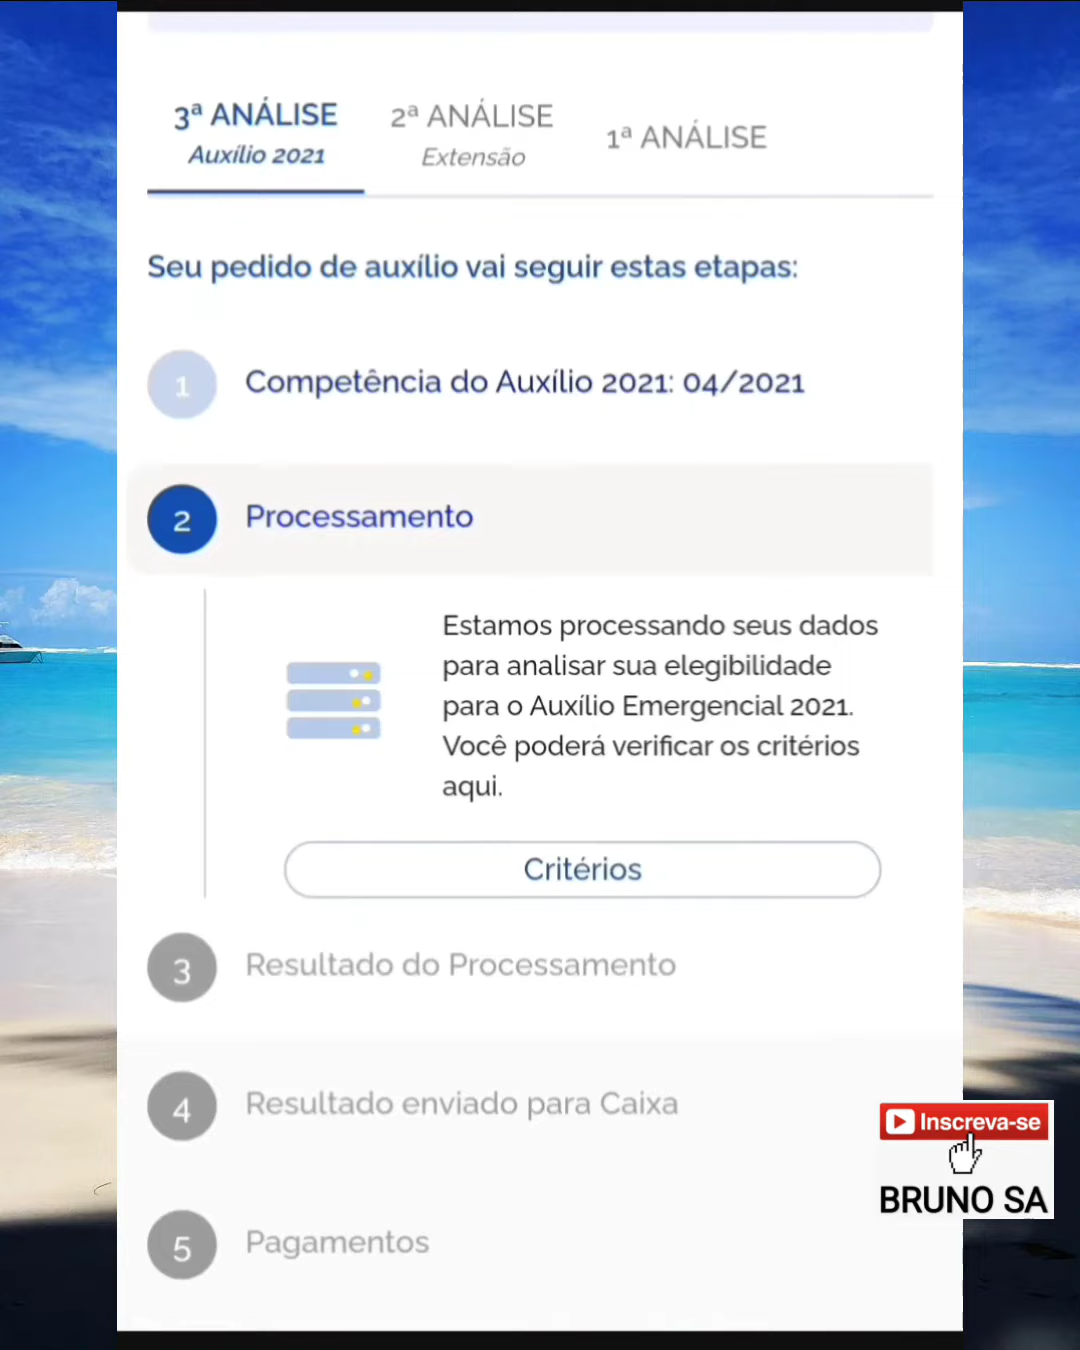 3ª ANÁLISE
Auxílio 2021
2ª ANÁLISE
Extensão
1ª ANÁLISE
Seu pedido de auxílio vai seguir estas etapas:
1
Competência do Auxílio 2021: 04/2021
2
Processamento
Estamos processando seus dados
para analisar sua elegibilidade
para o Auxílio Emergencial 2021.
Você poderá verificar os critérios
aqui.
Critérios
3
Resultado do Processamento
4
Resultado enviado para Caixa
5
Pagamentos
Inscreva-se
BRUNO SA